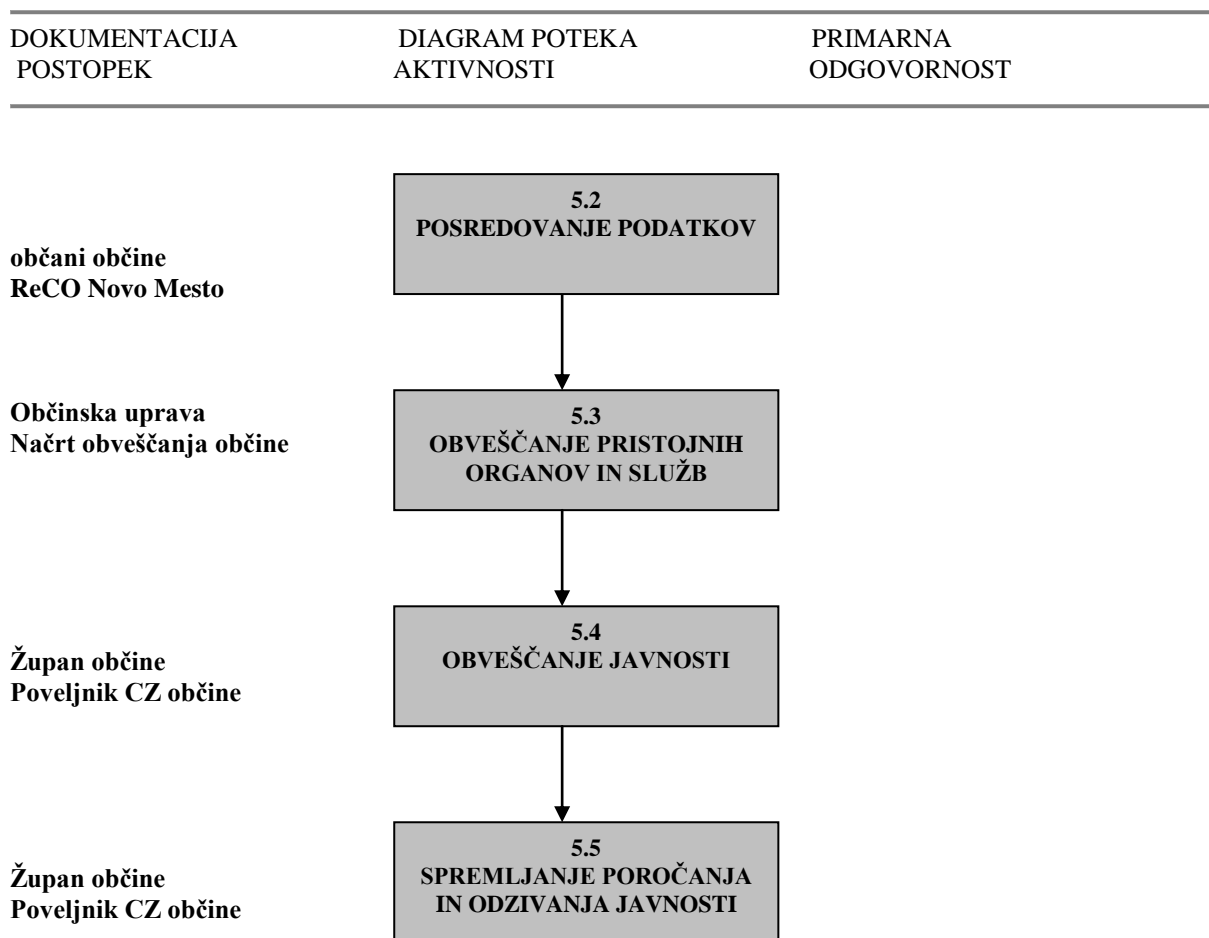 DOKUMENTACIJA DIAGRAM POTEKA PRIMARNA
POSTOPEK AKTIVNOSTI ODGOVORNOST
5.2
POSREDOVANJE PODATKOV
občani občine
ReCO Novo Mesto
Občinska uprava
Načrt obveščanja občine
5.3
OBVEŠČANJE PRISTOJNIH
ORGANOV IN SLUŽB
5.4
OBVEŠČANJE JAVNOSTI
Župan občine
Poveljnik CZ občine
5.5
SPREMLJANJE POROČANJA
IN ODZIVANJA JAVNOSTI
Župan občine
Poveljnik CZ občine